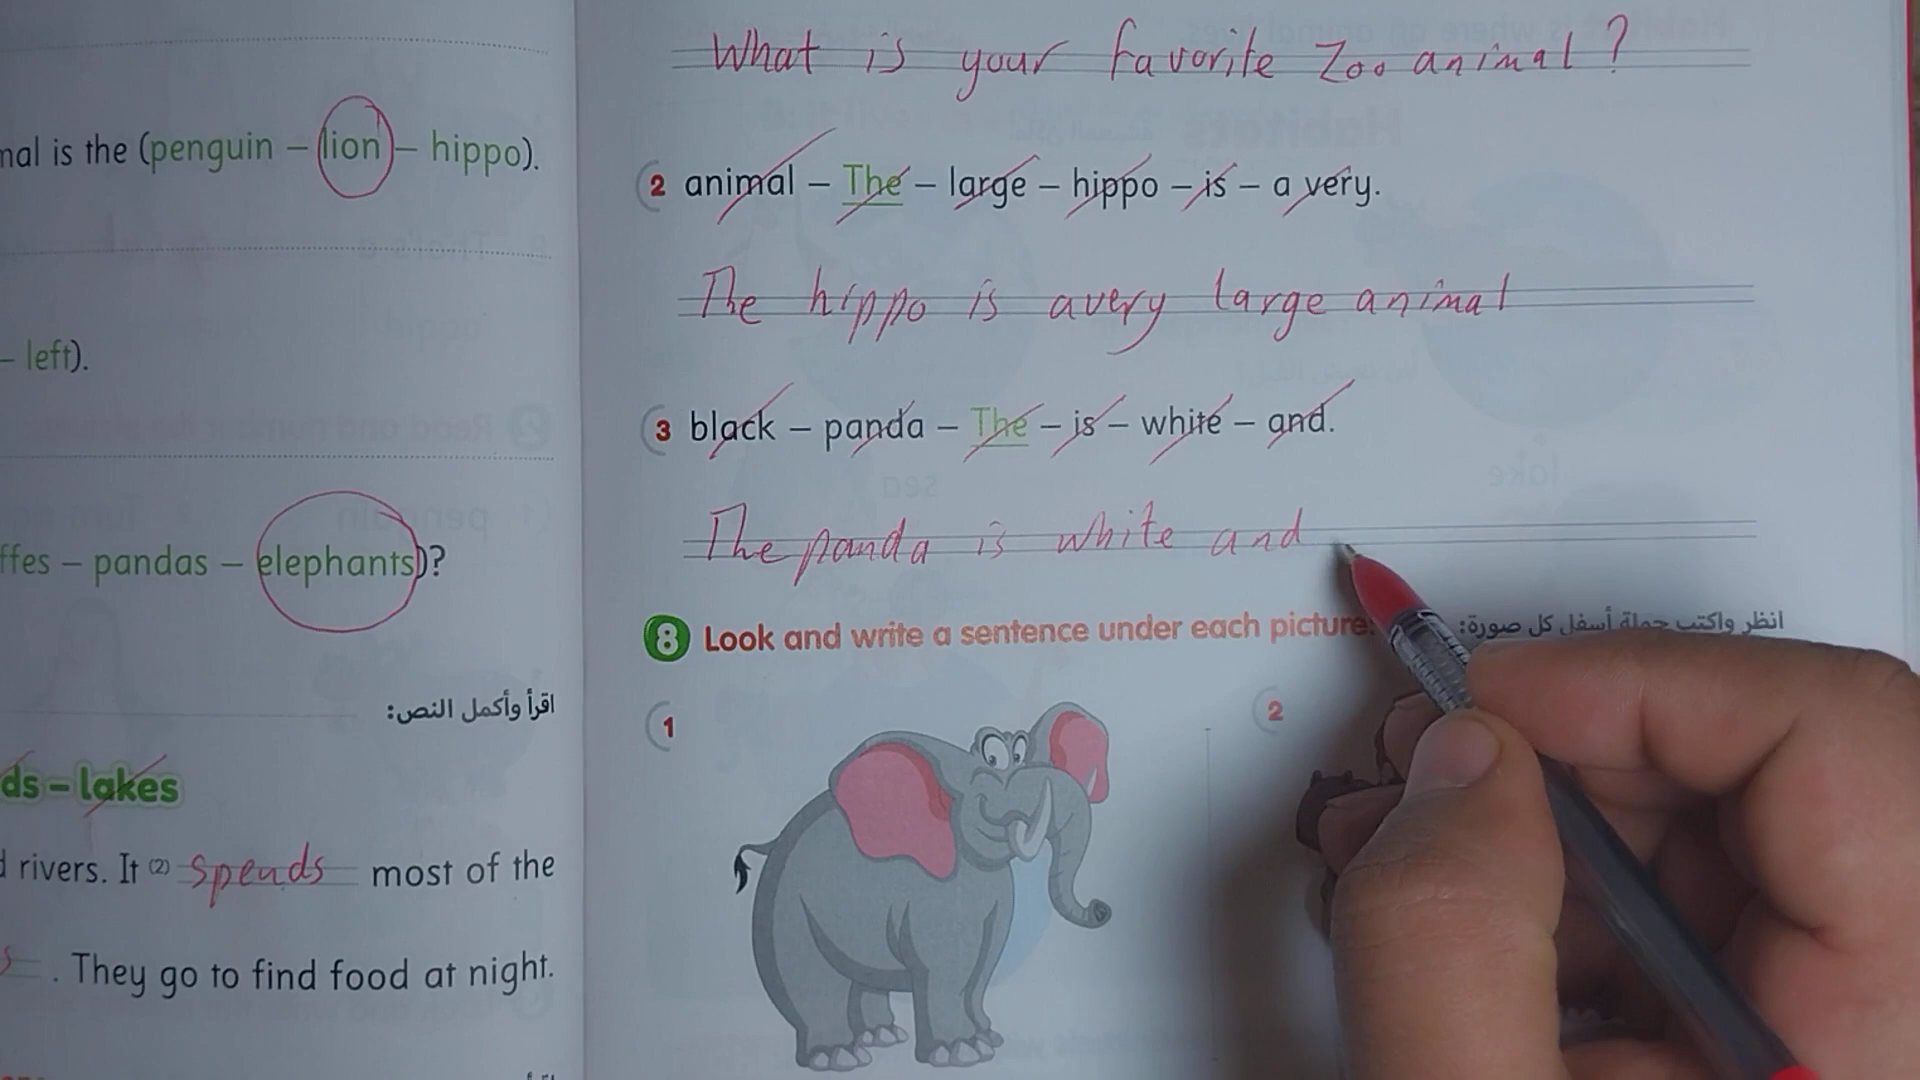 nal is the (penguin – lion – hippo).
– left).
ffes – pandas – elephants)?
اقرأ وأكمل النص:
ds – lakes
rivers. It (2) spends most of the
. They go to find food at night.
What is your favorite Zoo animal?
2 animal – The – large – hippo – is – a very.
The hippo is avery large animal
3 black – panda – The – is – white – and.
The panda is white and
8 Look and write a sentence under each picture: انظر واكتب جملة أسفل كل صورة:
1
2